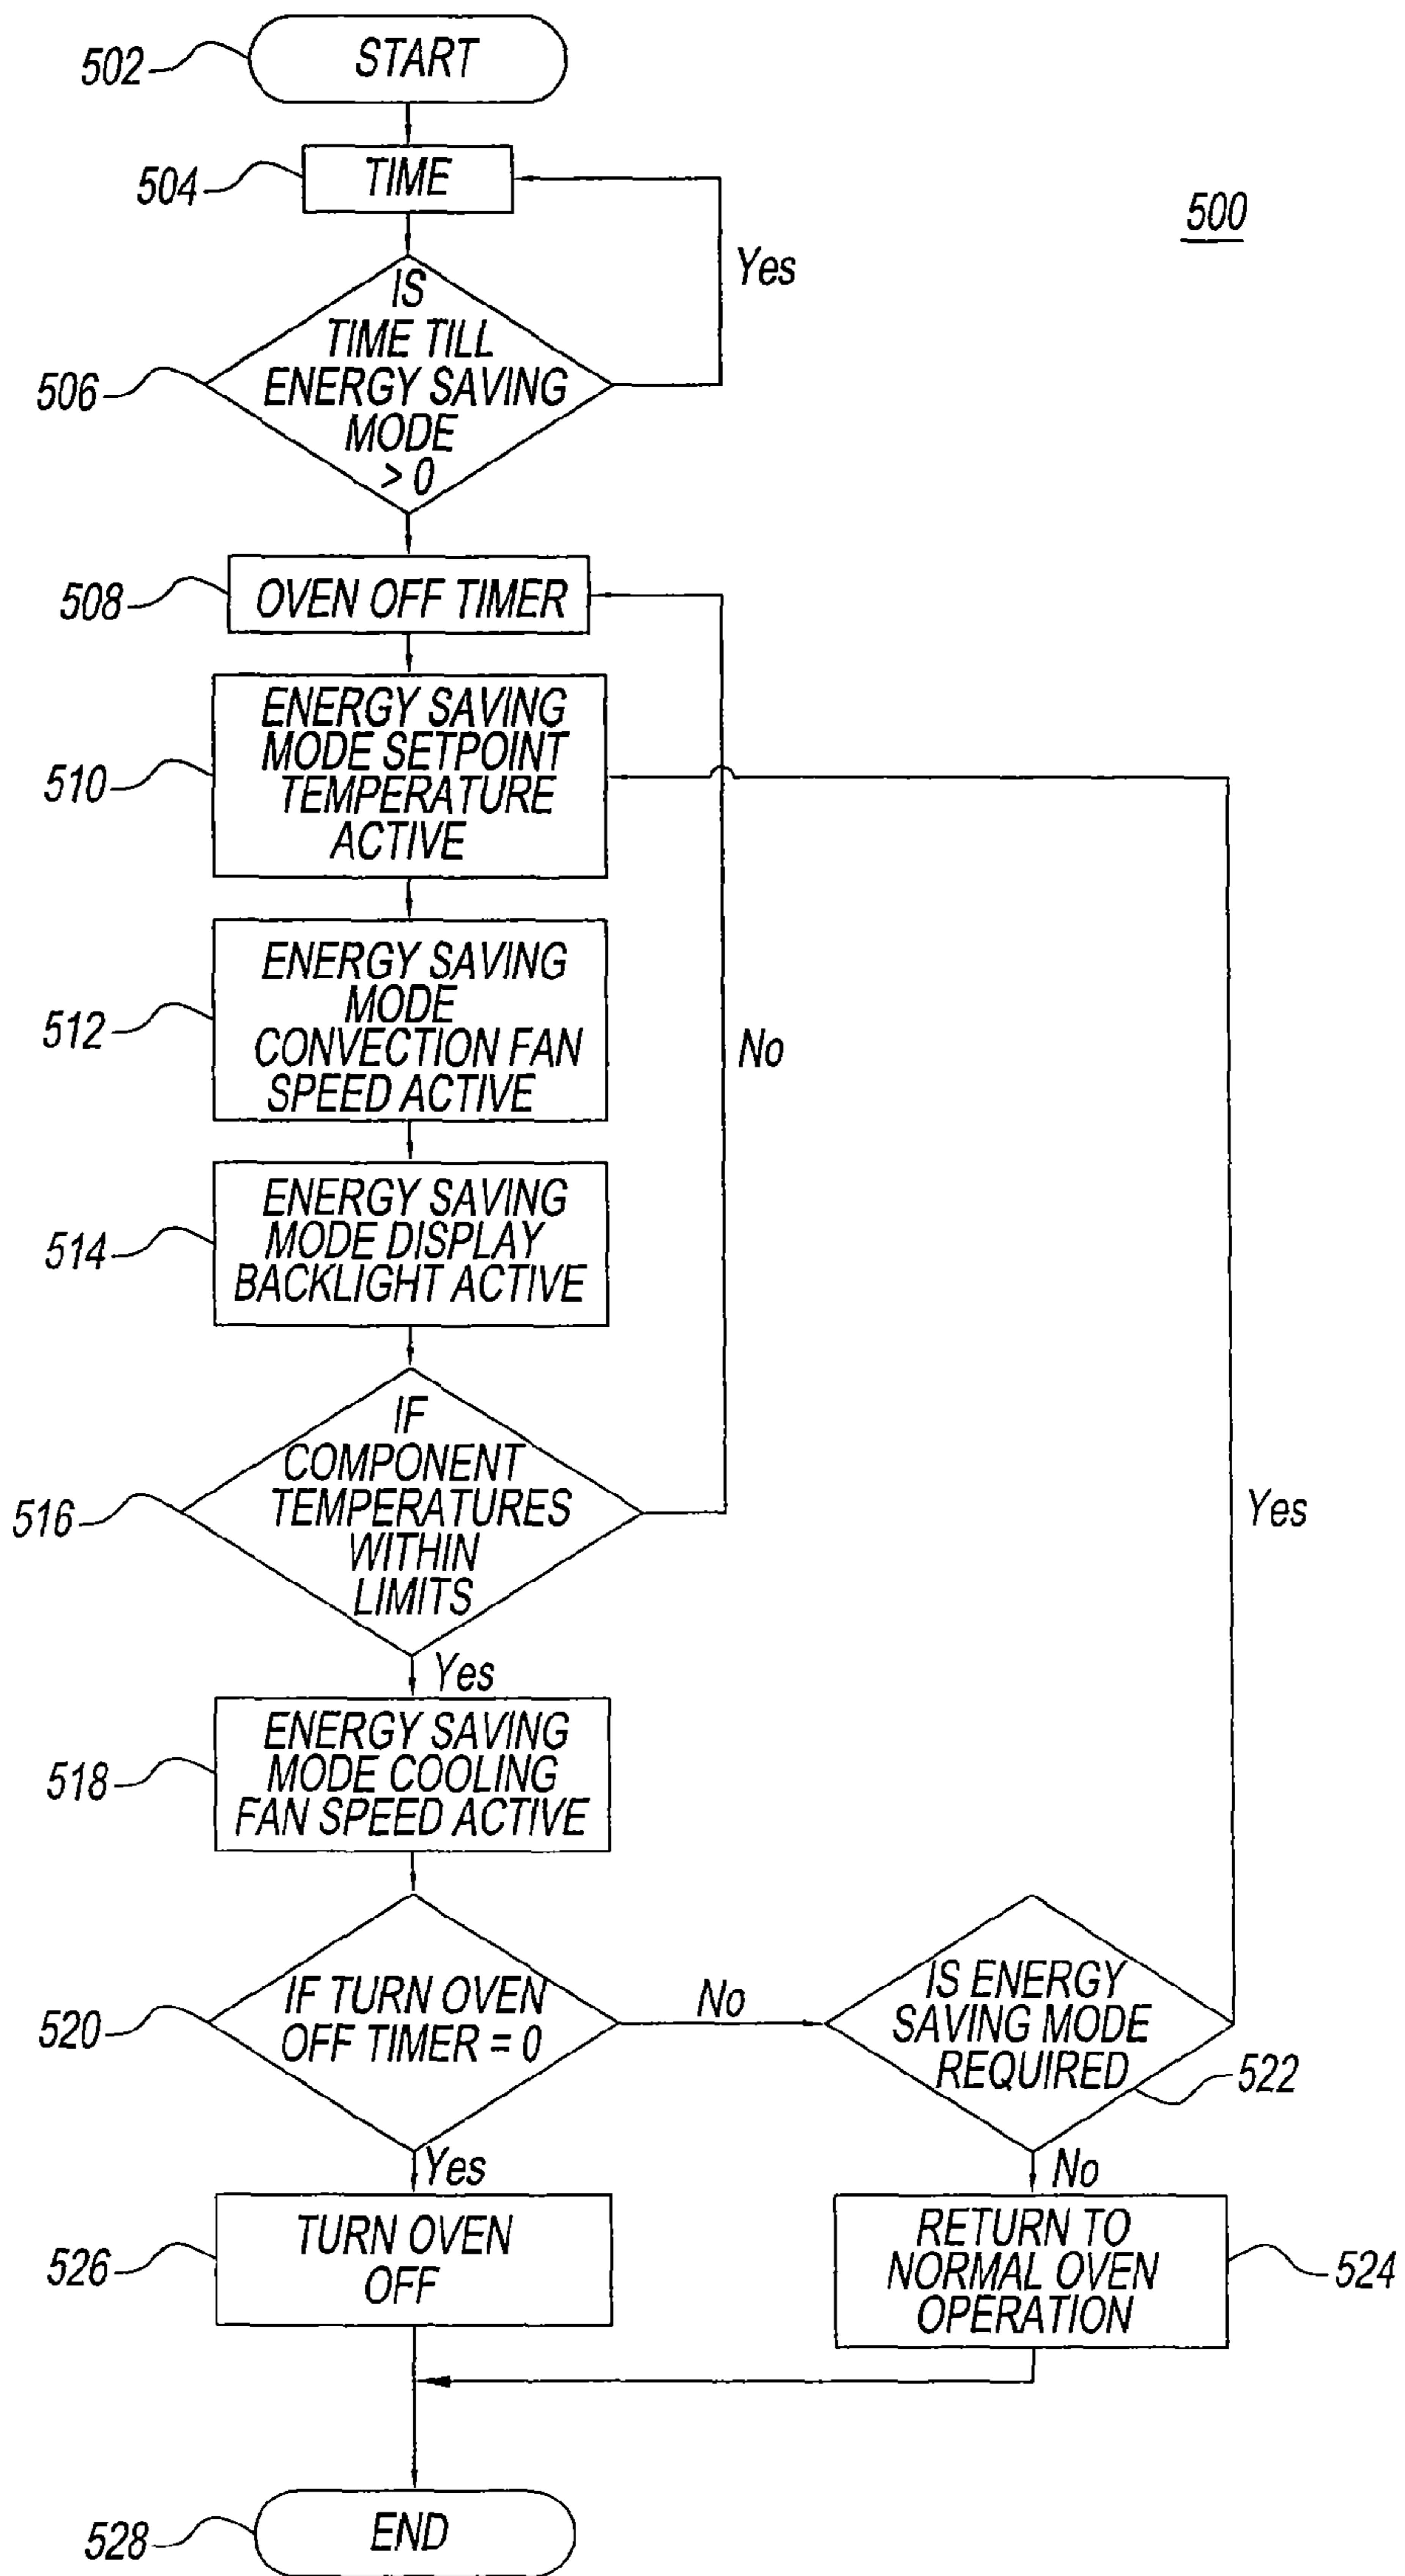 502
START
504
TIME
500
Yes
506
IS
TIME TILL
ENERGY SAVING
MODE
> 0
508
OVEN OFF TIMER
510
ENERGY SAVING
MODE SETPOINT
TEMPERATURE
ACTIVE
512
ENERGY SAVING
MODE
CONVECTION FAN
SPEED ACTIVE
No
514
ENERGY SAVING
MODE DISPLAY
BACKLIGHT ACTIVE
516
IF
COMPONENT
TEMPERATURES
WITHIN
LIMITS
Yes
Yes
518
ENERGY SAVING
MODE COOLING
FAN SPEED ACTIVE
520
IF TURN OVEN
OFF TIMER = 0
No
IS ENERGY
SAVING MODE
REQUIRED
522
Yes
No
526
TURN OVEN
OFF
RETURN TO
NORMAL OVEN
OPERATION
524
528
END